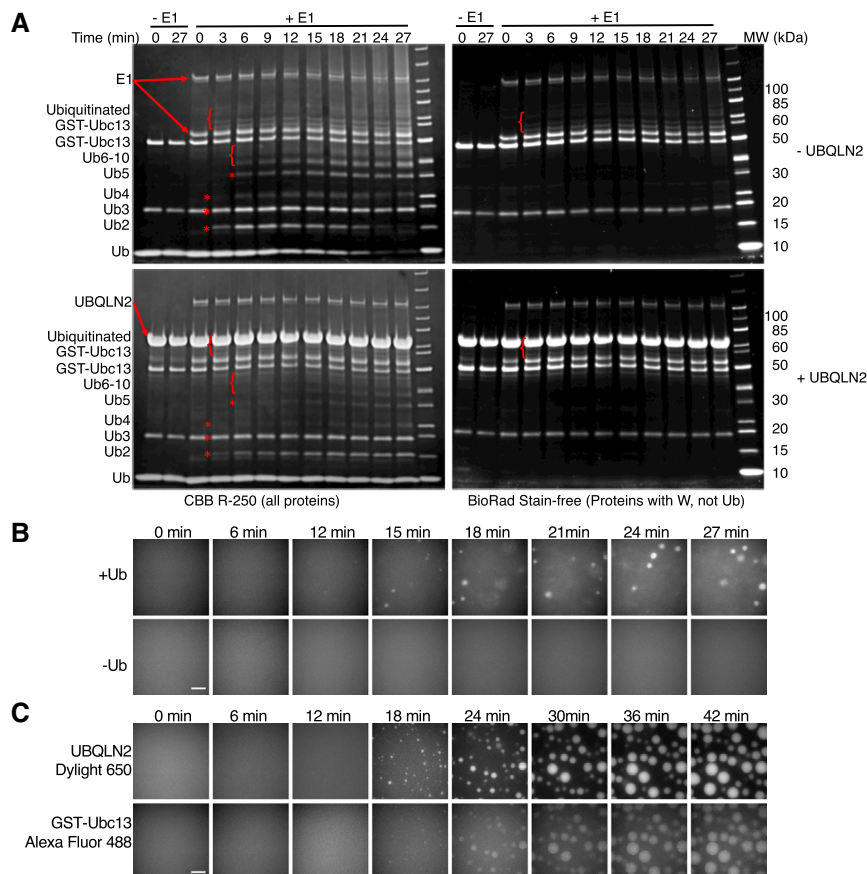 A
- E1
+ E1
- E1
+ E1
Time (min) 0 27 0 3 6 9 12 15 18 21 24 27
0 27 0 3 6 9 12 15 18 21 24 27 MW (kDa)
E1
Ubiquitinated
GST-Ubc13
GST-Ubc13
Ub6-10
Ub5
Ub4
Ub3
Ub2
Ub
100
85
60
50
30
20
15
10
- UBQLN2
UBQLN2
Ubiquitinated
GST-Ubc13
GST-Ubc13
Ub6-10
Ub5
Ub4
Ub3
Ub2
Ub
100
85
60
50
30
20
15
10
+ UBQLN2
CBB R-250 (all proteins)
BioRad Stain-free (Proteins with W, not Ub)
B
0 min 6 min 12 min 15 min 18 min 21min 24 min 27 min
+Ub
-Ub
C
0 min 6 min 12 min 18 min 24 min 30min 36 min 42 min
UBQLN2
Dylight 650
GST-Ubc13
Alexa Fluor 488